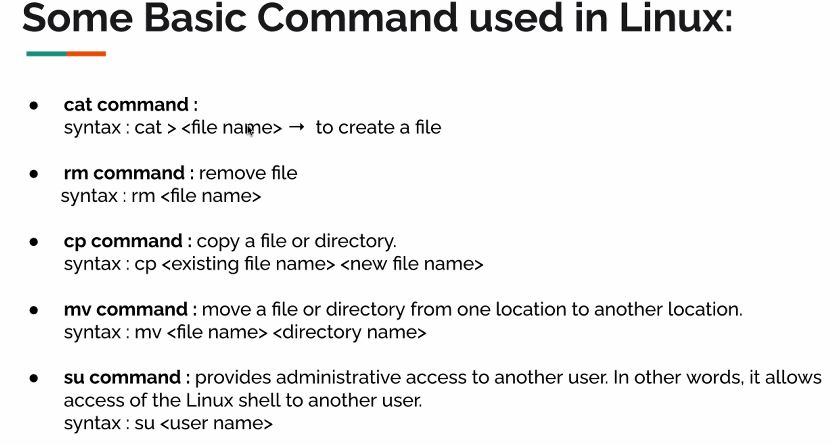 Some Basic Command used in Linux:
● cat command :
syntax : cat > <file name> → to create a file
● rm command : remove file
syntax : rm <file name>
● cp command : copy a file or directory.
syntax : cp <existing file name> <new file name>
● mv command : move a file or directory from one location to another location.
syntax : mv <file name> <directory name>
● su command : provides administrative access to another user. In other words, it allows
access of the Linux shell to another user.
syntax : su <user name>